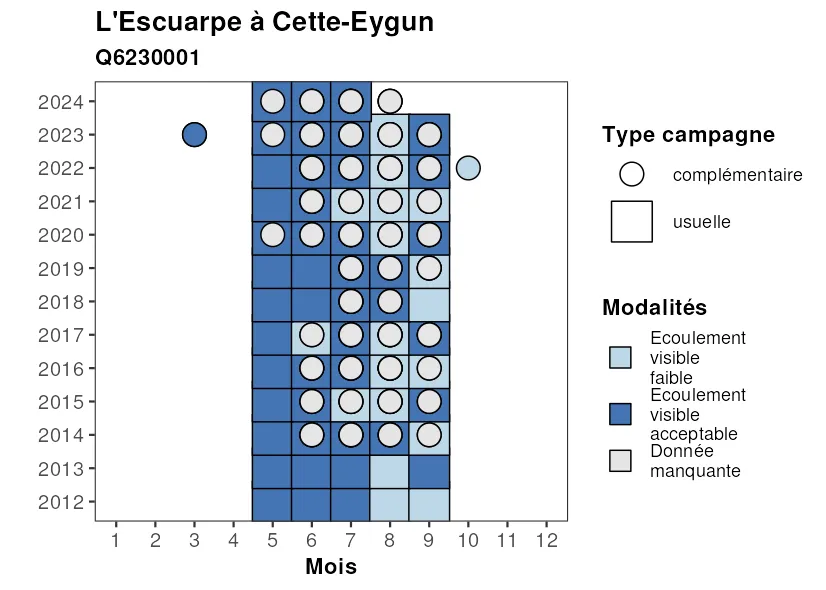 L'Escuarpe à Cette-Eygun
Q6230001
2024
2023
2022
2021
2020
2019
2018
2017
2016
2015
2014
2013
2012
1 2 3 4 5 6 7 8 9 10 11 12
Mois
Type campagne
complémentaire
usuelle
Modalités
Ecoulement
visible
faible
Ecoulement
visible
acceptable
Donnée
manquante